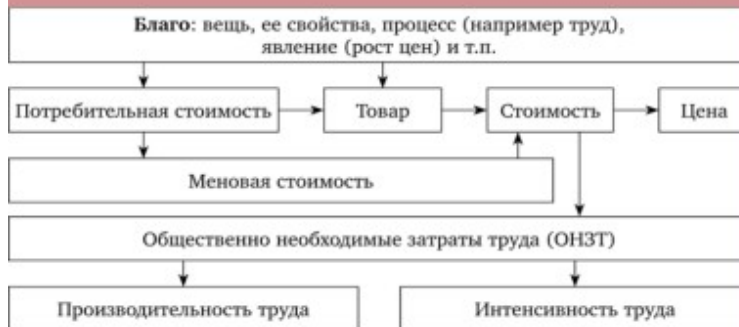 Благо: вещь, ее свойства, процесс (например труд),
явление (рост цен) и т.п.
Потребительная стоимость
Товар
Стоимость
Цена
Меновая стоимость
Общественно необходимые затраты труда (ОНЗТ)
Производительность труда
Интенсивность труда